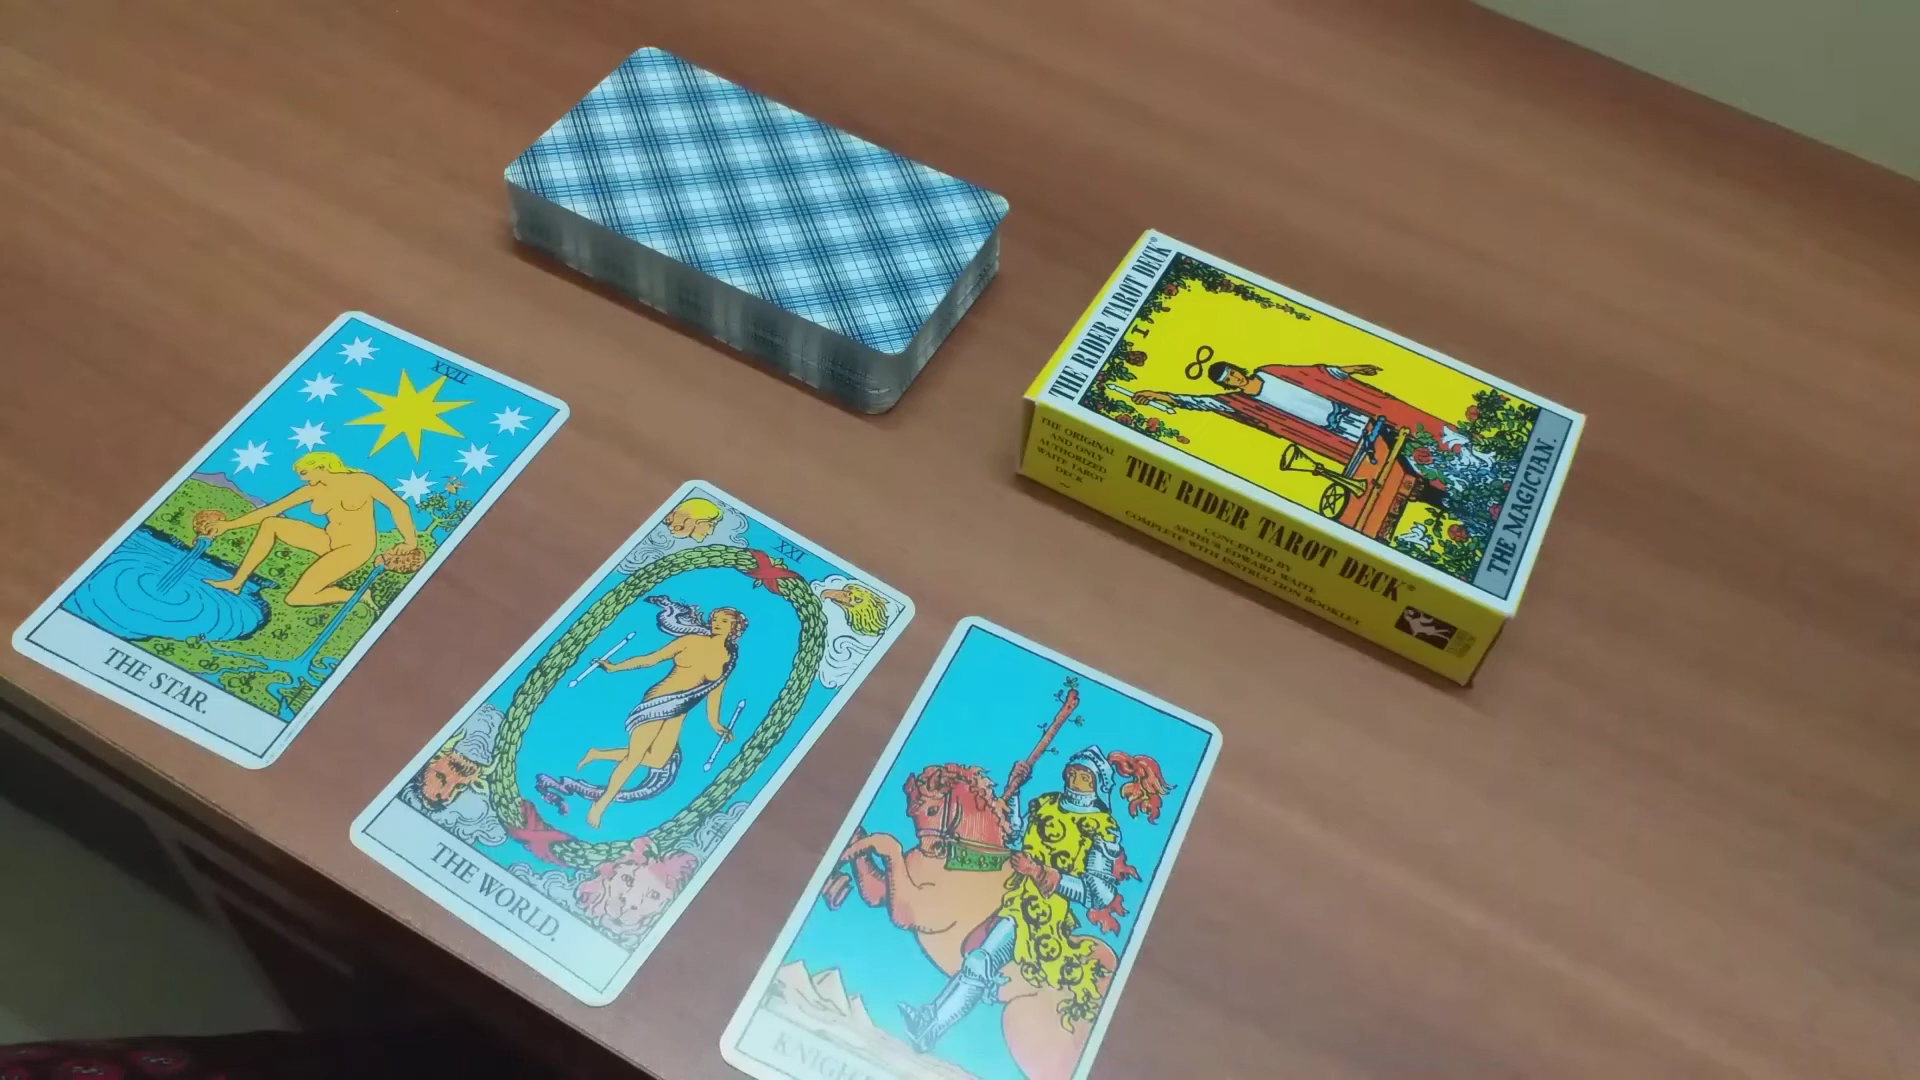 XVII
THE STAR.
XXI
THE WORLD.
KNIGH
THE RIDER TAROT DECK®
I
THE MAGICIAN.
THE ORIGINAL
AND ONLY
AUTHORIZED
WAITE TAROT
DECK
~
THE RIDER TAROT DECK®
CONCEIVED BY
ARTHUR EDWARD WAITE
COMPLETE WITH INSTRUCTION BOOKLET